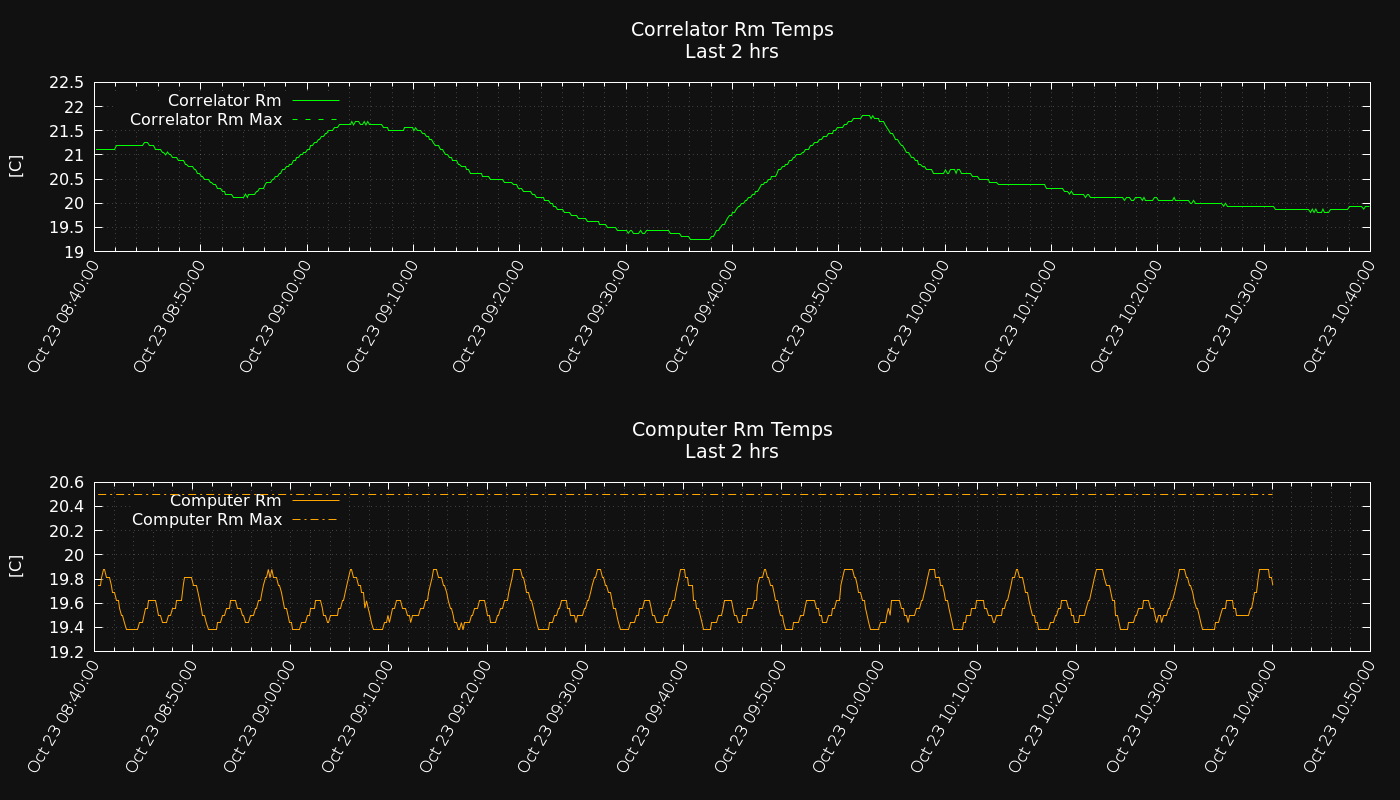 Correlator Rm Temps
Last 2 hrs
22.5
22
21.5
21
20.5
20
19.5
19
[C]
Correlator Rm
Correlator Rm Max
Oct 23 08:40:00
Oct 23 08:50:00
Oct 23 09:00:00
Oct 23 09:10:00
Oct 23 09:20:00
Oct 23 09:30:00
Oct 23 09:40:00
Oct 23 09:50:00
Oct 23 10:00:00
Oct 23 10:10:00
Oct 23 10:20:00
Oct 23 10:30:00
Oct 23 10:40:00
Computer Rm Temps
Last 2 hrs
20.6
20.4
20.2
20
19.8
19.6
19.4
19.2
[C]
Computer Rm
Computer Rm Max
Oct 23 08:40:00
Oct 23 08:50:00
Oct 23 09:00:00
Oct 23 09:10:00
Oct 23 09:20:00
Oct 23 09:30:00
Oct 23 09:40:00
Oct 23 09:50:00
Oct 23 10:00:00
Oct 23 10:10:00
Oct 23 10:20:00
Oct 23 10:30:00
Oct 23 10:40:00
Oct 23 10:50:00